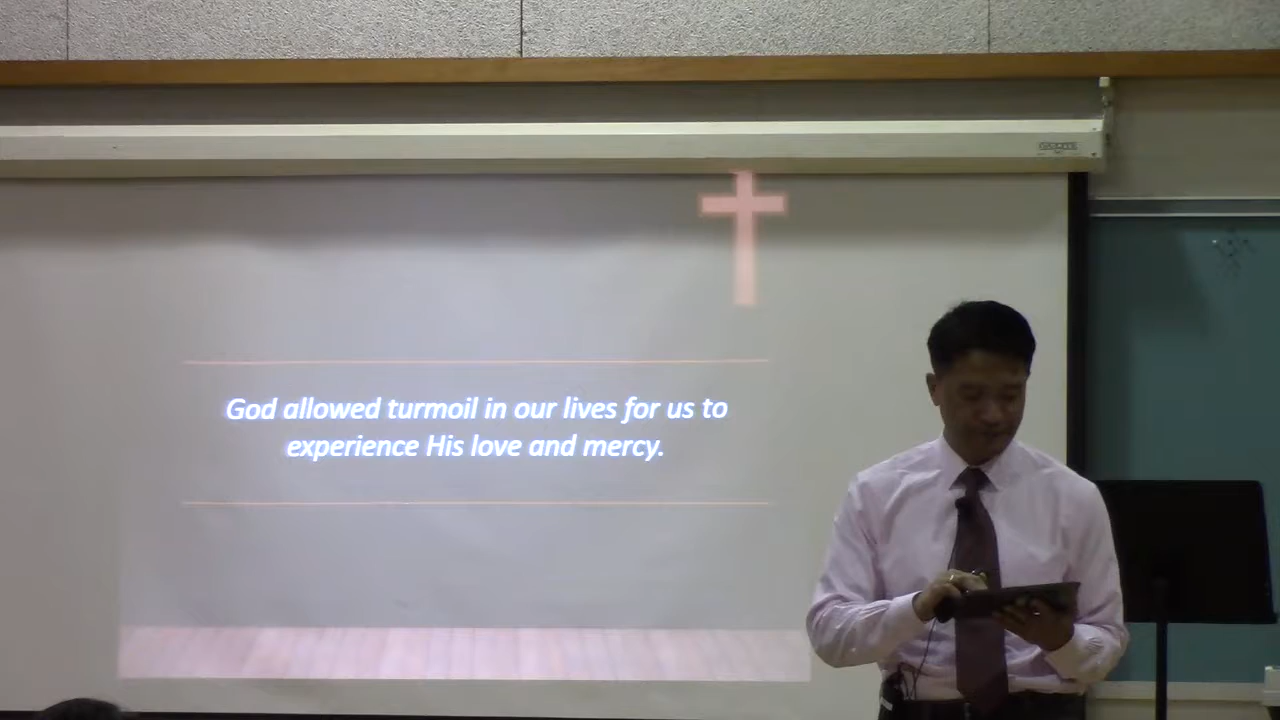 God allowed turmoil in our lives for us to
experience His love and mercy.